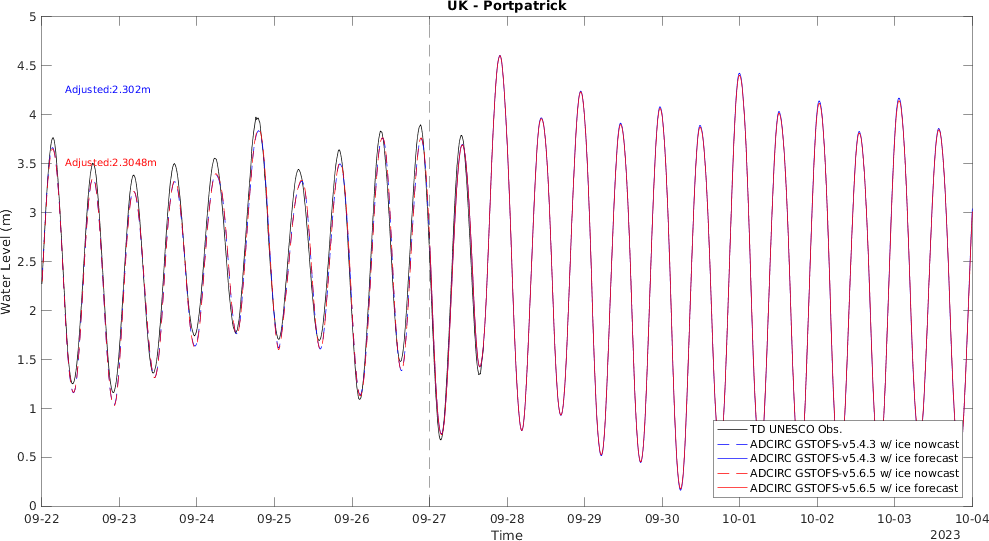 UK - Portpatrick
5
4.5
4
3.5
3
2.5
2
1.5
1
0.5
0
Water Level (m)
Adjusted:2.302m
Adjusted:2.3048m
TD UNESCO Obs.
ADCIRC GSTOFS-v5.4.3 w/ ice nowcast
ADCIRC GSTOFS-v5.4.3 w/ ice forecast
ADCIRC GSTOFS-v5.6.5 w/ ice nowcast
ADCIRC GSTOFS-v5.6.5 w/ ice forecast
09-22 09-23 09-24 09-25 09-26 09-27 09-28 09-29 09-30 10-01 10-02 10-03 10-04
Time
2023